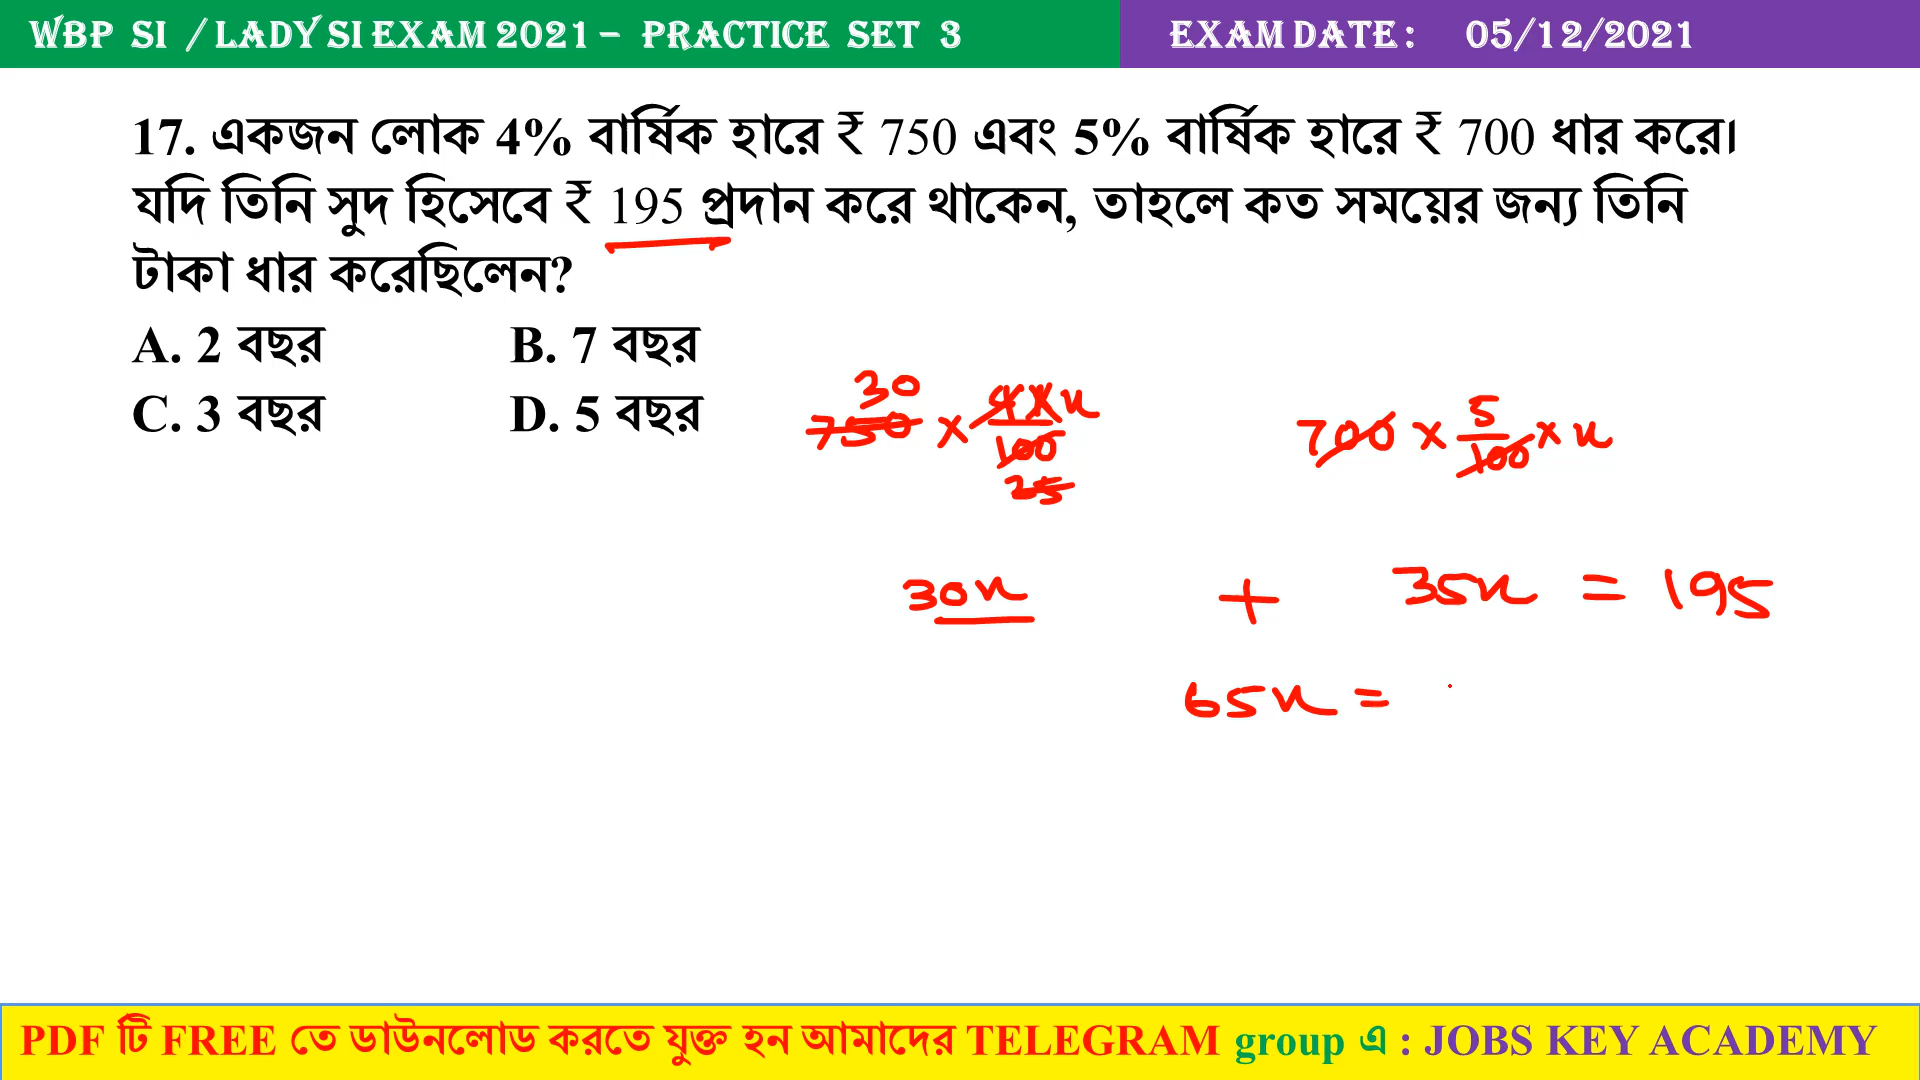 WBP SI / LADY SI EXAM 2021 – PRACTICE SET 3 EXAM DATE : 05/12/2021
17. একজন লোক 4% বার্ষিক হারে ₹ 750 এবং 5% বার্ষিক হারে ₹ 700 ধার করে।
যদি তিনি সুদ হিসেবে ₹ 195 প্রদান করে থাকেন, তাহলে কত সময়ের জন্য তিনি
টাকা ধার করেছিলেন?
A. 2 বছর B. 7 বছর
C. 3 বছর D. 5 বছর
30
750 × 4 × x 700 × 5 × x
100 100
25
30x + 35x = 195
65x =
PDF টি FREE তে ডাউনলোড করতে যুক্ত হন আমাদের TELEGRAM group এ : JOBS KEY ACADEMY